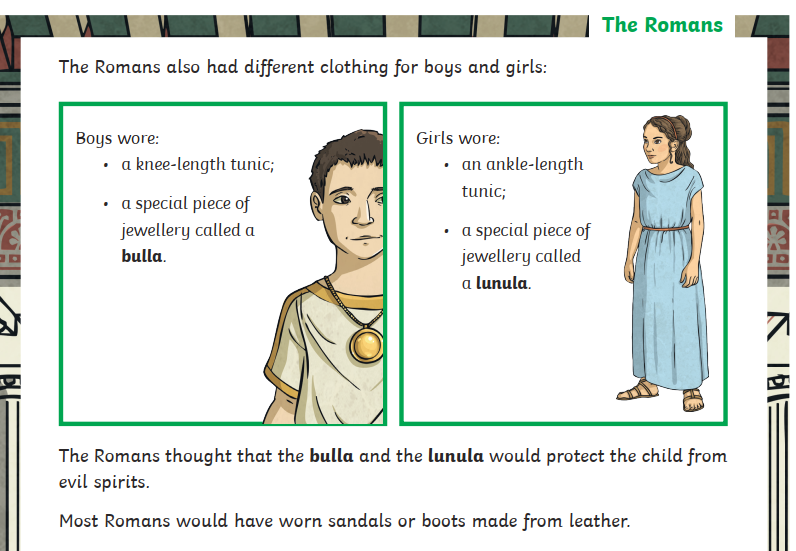 The Romans
The Romans also had different clothing for boys and girls:
Boys wore:
• a knee-length tunic;
• a special piece of
jewellery called a
bulla.
Girls wore:
• an ankle-length
tunic;
• a special piece of
jewellery called
a lunula.
The Romans thought that the bulla and the lunula would protect the child from
evil spirits.
Most Romans would have worn sandals or boots made from leather.